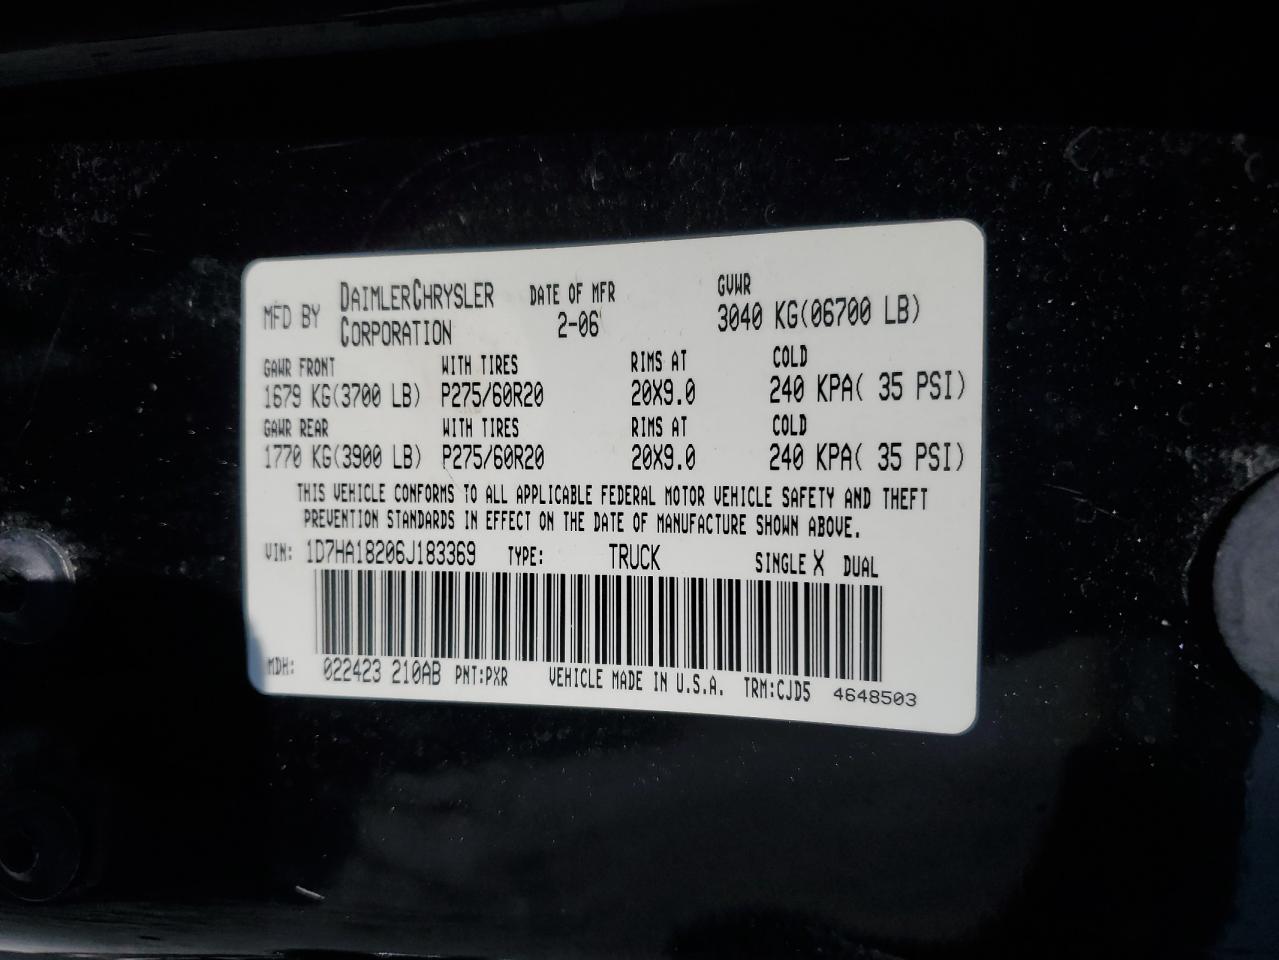 MFD BY DAIMLERCHRYSLER CORPORATION DATE OF MFR 2-06 GVWR 3040 KG(06700 LB)
GAWR FRONT WITH TIRES RIMS AT COLD
1679 KG(3700 LB) P275/60R20 20X9.0 240 KPA( 35 PSI)
GAWR REAR WITH TIRES RIMS AT COLD
1770 KG(3900 LB) P275/60R20 20X9.0 240 KPA( 35 PSI)
THIS VEHICLE CONFORMS TO ALL APPLICABLE FEDERAL MOTOR VEHICLE SAFETY AND THEFT
PREVENTION STANDARDS IN EFFECT ON THE DATE OF MANUFACTURE SHOWN ABOVE.
VIN: 1D7HA18206J183369 TYPE: TRUCK SINGLE X DUAL
MDH: 022423 210AB PNT:PXR VEHICLE MADE IN U.S.A. TRM:CJD5 4648503